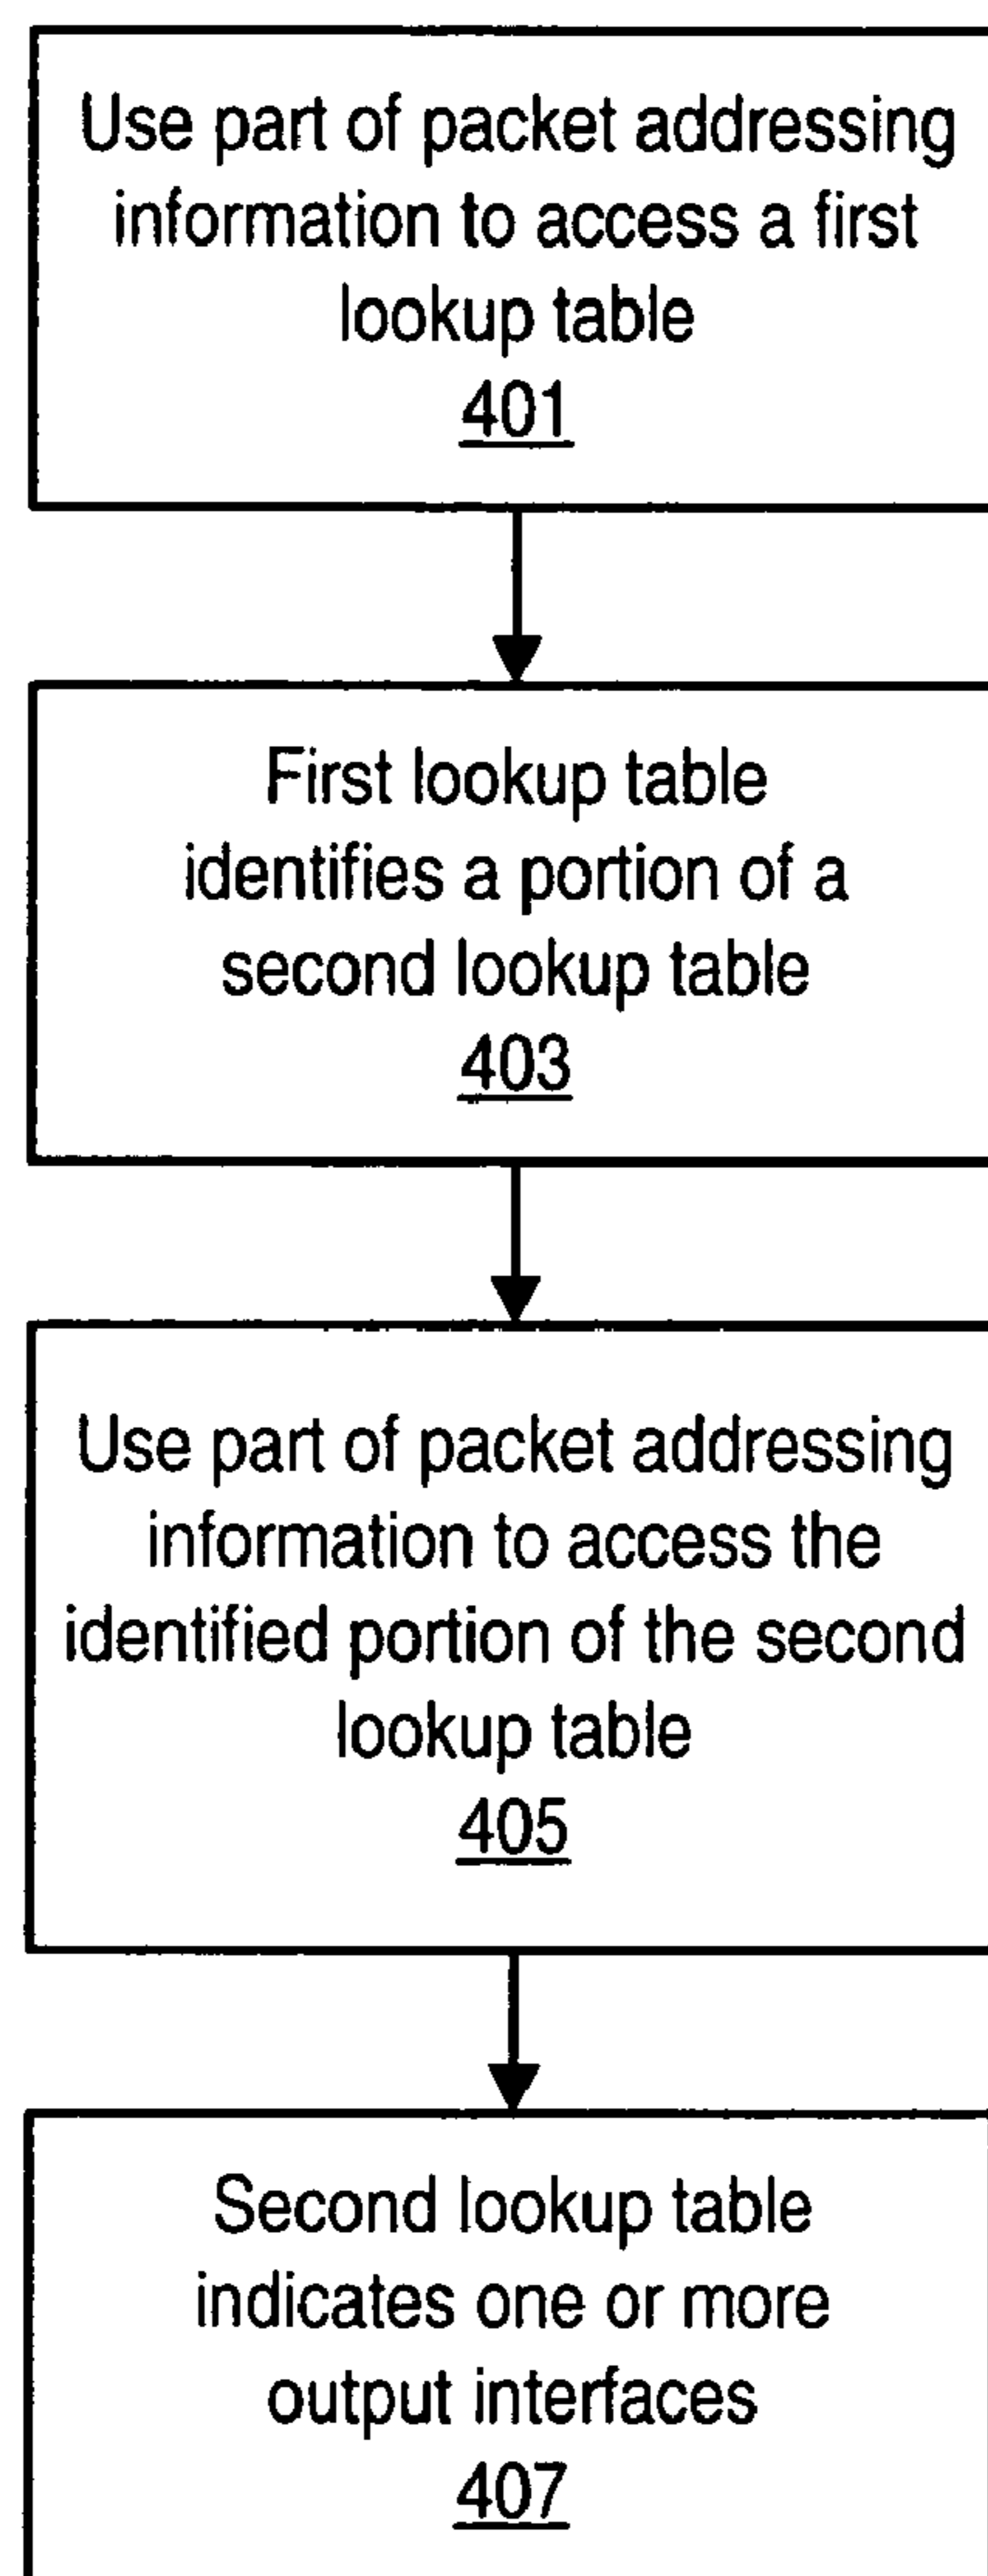 Use part of packet addressing
information to access a first
lookup table
401
First lookup table
identifies a portion of a
second lookup table
403
Use part of packet addressing
information to access the
identified portion of the second
lookup table
405
Second lookup table
indicates one or more
output interfaces
407